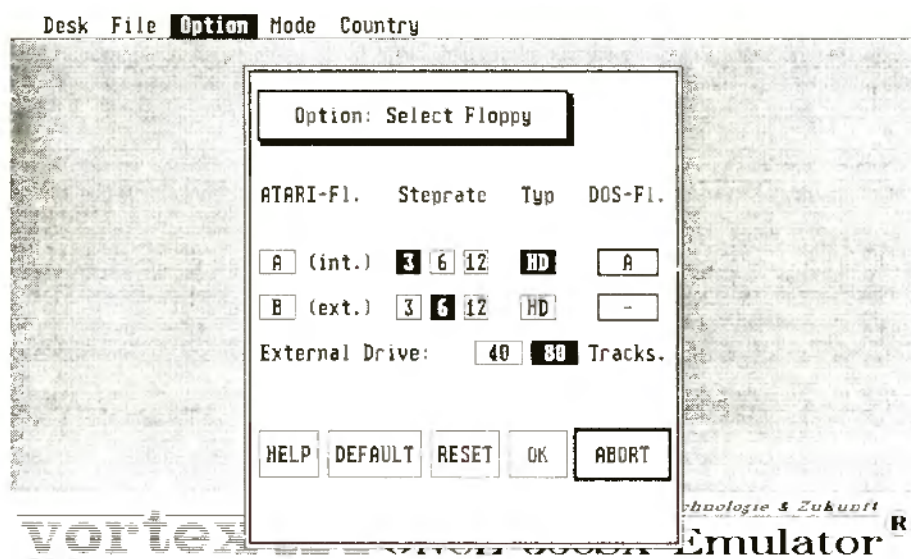 Desk File Option Mode Country
Option: Select Floppy
ATARI-Fl. Steprate Typ DOS-Fl.
A (int.) 3 6 12 HD A
B (ext.) 3 6 12 HD -
External Drive: 40 80 Tracks.
HELP DEFAULT RESET OK ABORT
& Zukunft
vortex Emulator R